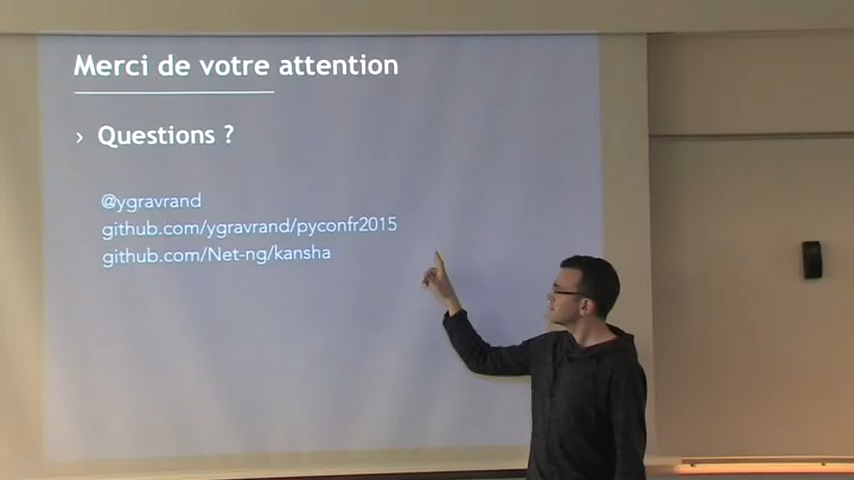 Merci de votre attention
› Questions ?
@ygravrand
github.com/ygravrand/pyconfr2015
github.com/Net-ng/kansha